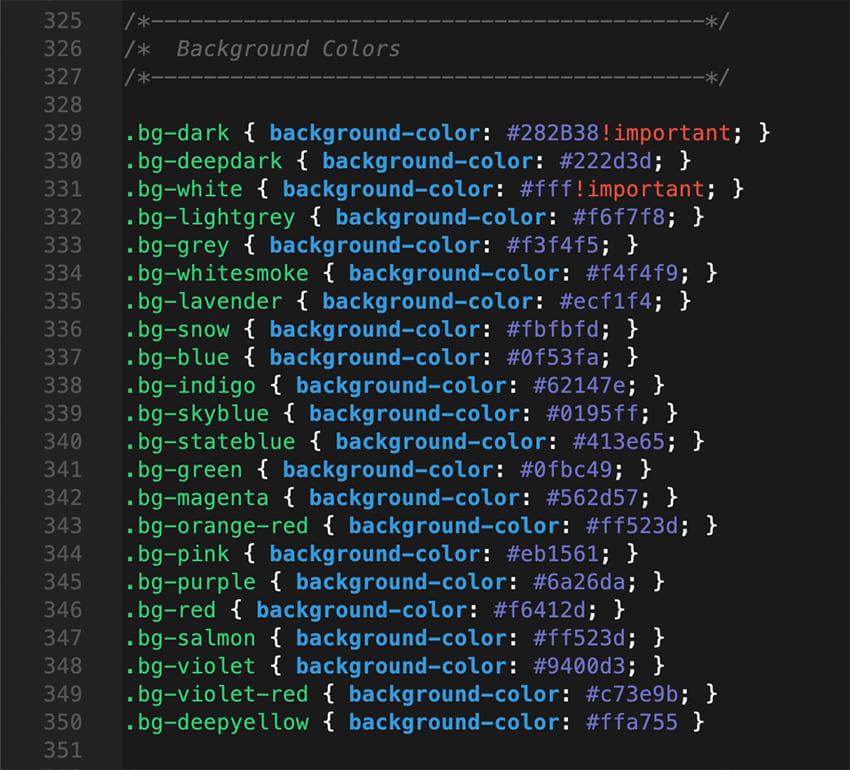 325 /*------------------------------------------*/
326 /*  Background Colors
327 /*------------------------------------------*/
328
329 .bg-dark { background-color: #282B38!important; }
330 .bg-deepdark { background-color: #222d3d; }
331 .bg-white { background-color: #fff!important; }
332 .bg-lightgrey { background-color: #f6f7f8; }
333 .bg-grey { background-color: #f3f4f5; }
334 .bg-whitesmoke { background-color: #f4f4f9; }
335 .bg-lavender { background-color: #ecf1f4; }
336 .bg-snow { background-color: #fbfbfd; }
337 .bg-blue { background-color: #0f53fa; }
338 .bg-indigo { background-color: #62147e; }
339 .bg-skyblue { background-color: #0195ff; }
340 .bg-stateblue { background-color: #413e65; }
341 .bg-green { background-color: #0fbc49; }
342 .bg-magenta { background-color: #562d57; }
343 .bg-orange-red { background-color: #ff523d; }
344 .bg-pink { background-color: #eb1561; }
345 .bg-purple { background-color: #6a26da; }
346 .bg-red { background-color: #f6412d; }
347 .bg-salmon { background-color: #ff523d; }
348 .bg-violet { background-color: #9400d3; }
349 .bg-violet-red { background-color: #c73e9b; }
350 .bg-deepyellow { background-color: #ffa755 }
351